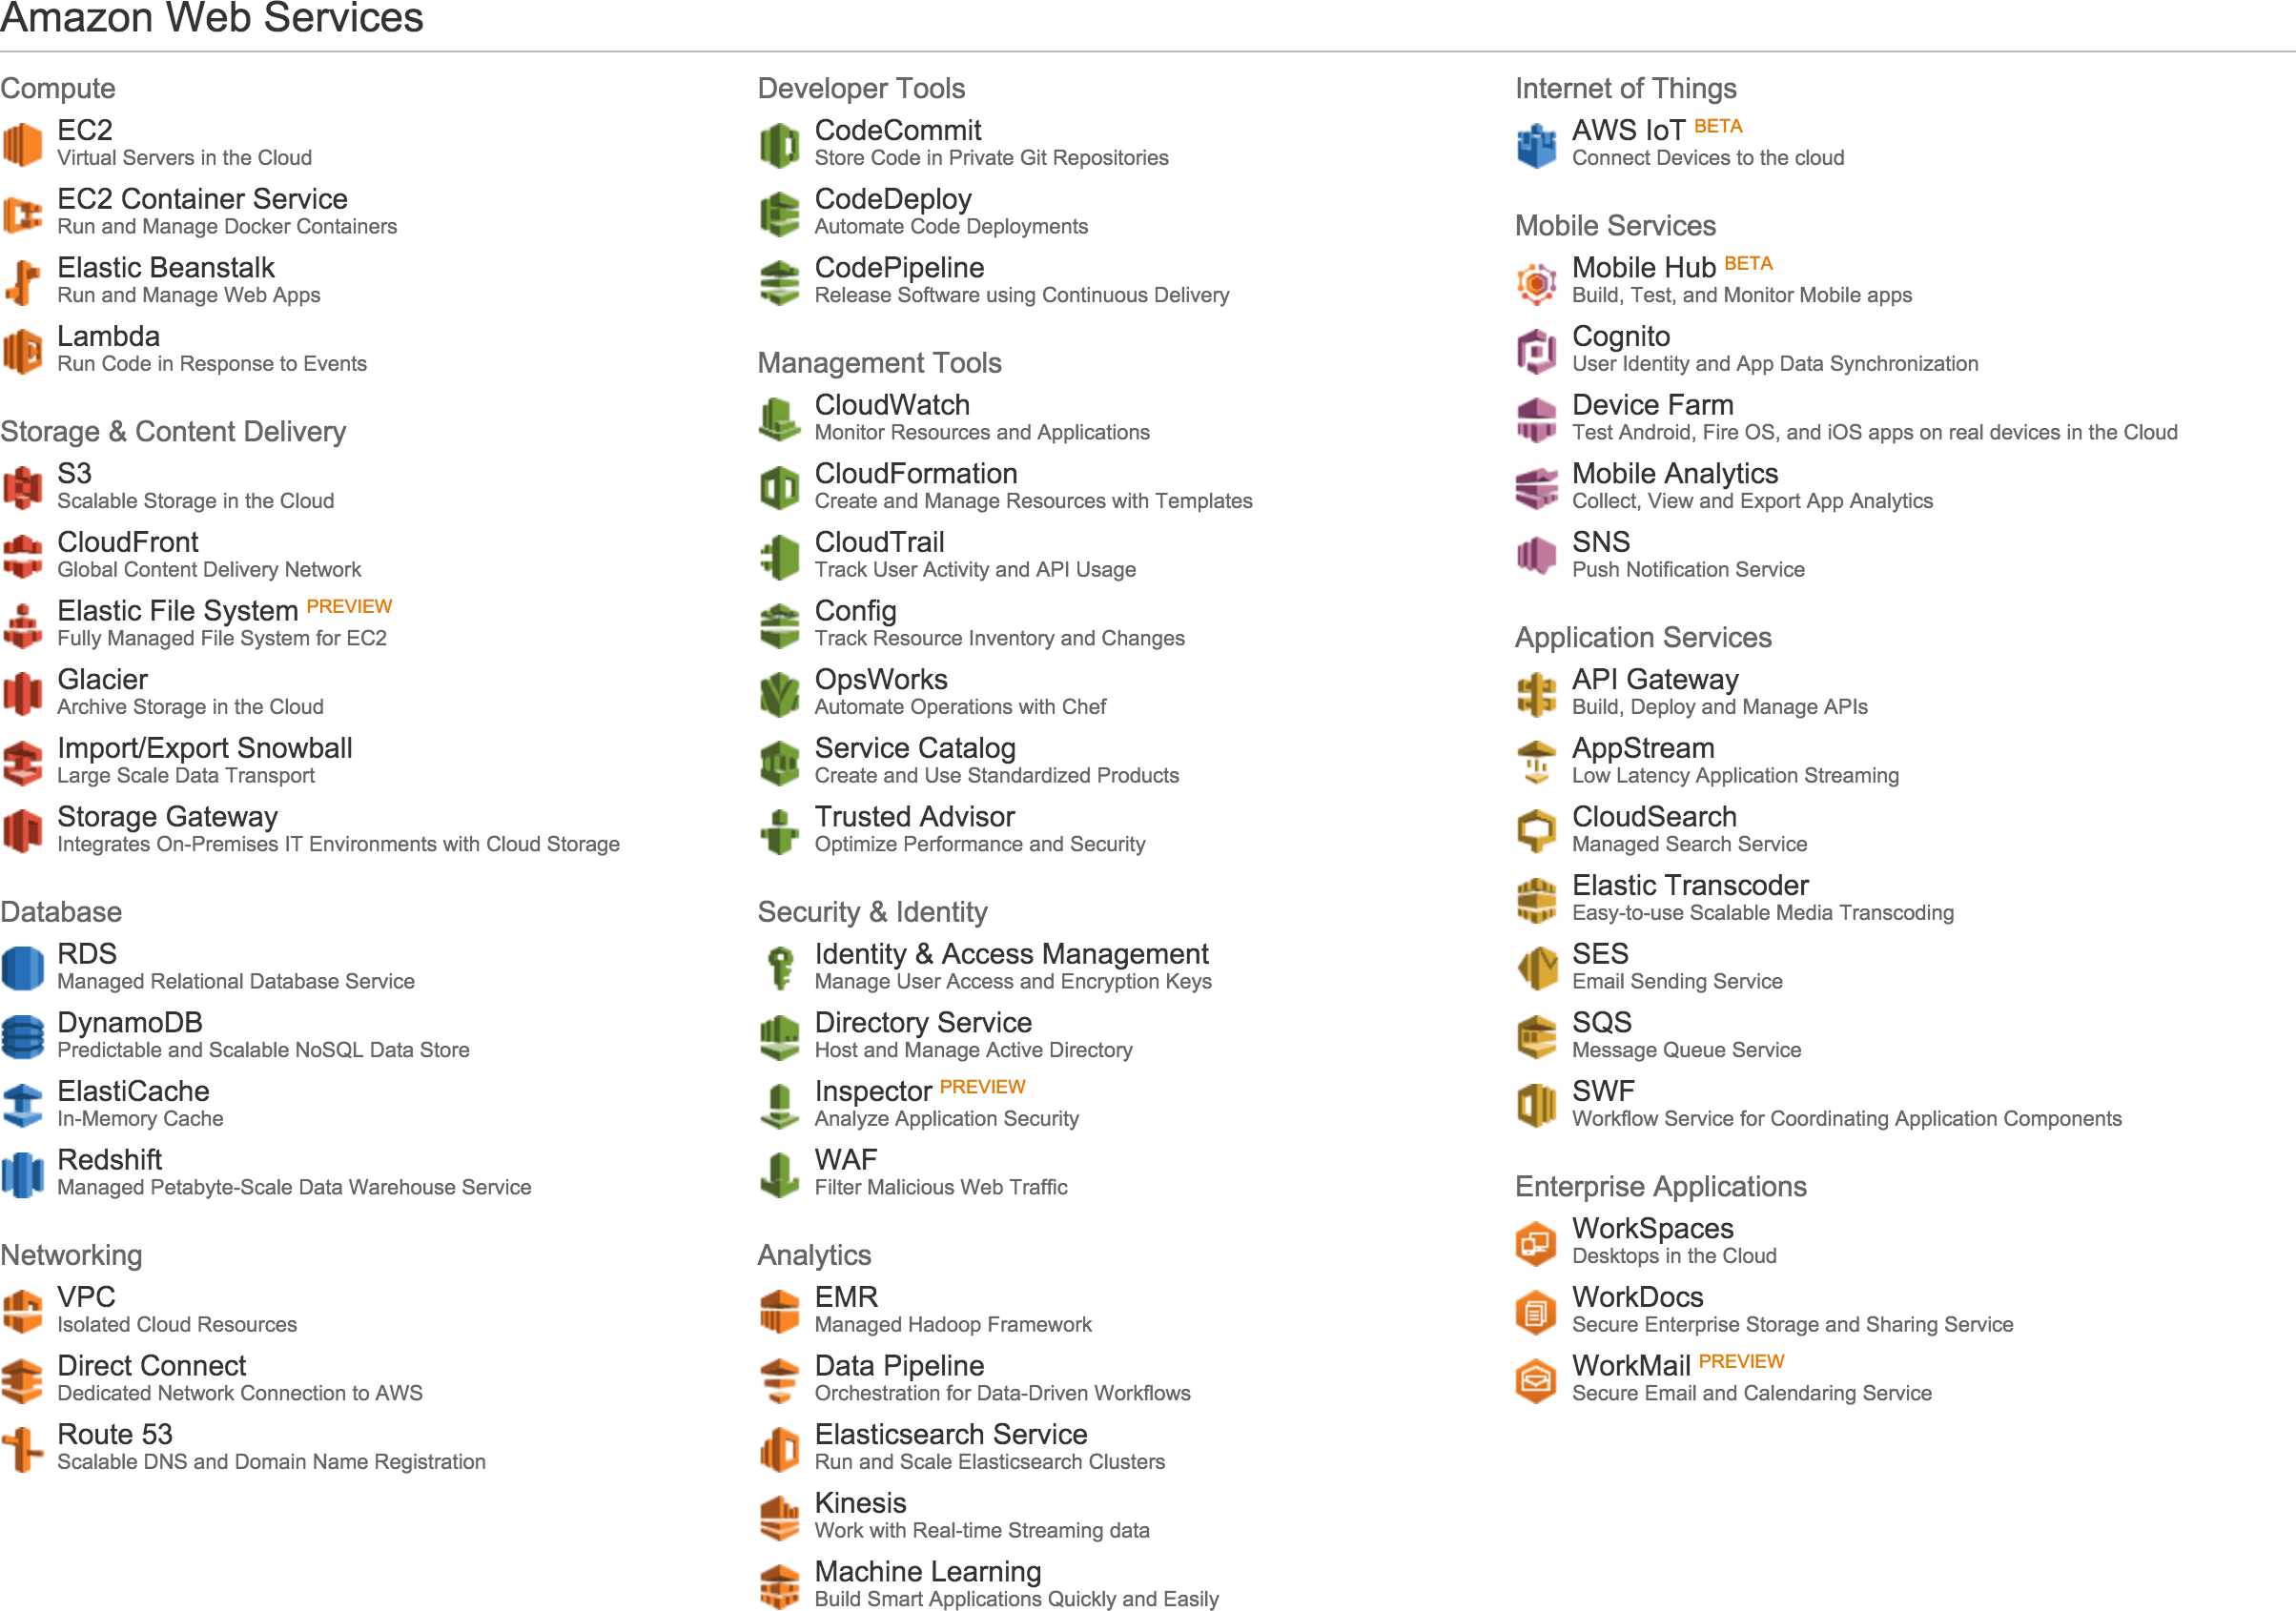 Amazon Web Services
Compute
EC2
Virtual Servers in the Cloud
EC2 Container Service
Run and Manage Docker Containers
Elastic Beanstalk
Run and Manage Web Apps
Lambda
Run Code in Response to Events
Storage & Content Delivery
S3
Scalable Storage in the Cloud
CloudFront
Global Content Delivery Network
Elastic File System PREVIEW
Fully Managed File System for EC2
Glacier
Archive Storage in the Cloud
Import/Export Snowball
Large Scale Data Transport
Storage Gateway
Integrates On-Premises IT Environments with Cloud Storage
Database
RDS
Managed Relational Database Service
DynamoDB
Predictable and Scalable NoSQL Data Store
ElastiCache
In-Memory Cache
Redshift
Managed Petabyte-Scale Data Warehouse Service
Networking
VPC
Isolated Cloud Resources
Direct Connect
Dedicated Network Connection to AWS
Route 53
Scalable DNS and Domain Name Registration
Developer Tools
CodeCommit
Store Code in Private Git Repositories
CodeDeploy
Automate Code Deployments
CodePipeline
Release Software using Continuous Delivery
Management Tools
CloudWatch
Monitor Resources and Applications
CloudFormation
Create and Manage Resources with Templates
CloudTrail
Track User Activity and API Usage
Config
Track Resource Inventory and Changes
OpsWorks
Automate Operations with Chef
Service Catalog
Create and Use Standardized Products
Trusted Advisor
Optimize Performance and Security
Security & Identity
Identity & Access Management
Manage User Access and Encryption Keys
Directory Service
Host and Manage Active Directory
Inspector PREVIEW
Analyze Application Security
WAF
Filter Malicious Web Traffic
Analytics
EMR
Managed Hadoop Framework
Data Pipeline
Orchestration for Data-Driven Workflows
Elasticsearch Service
Run and Scale Elasticsearch Clusters
Kinesis
Work with Real-time Streaming data
Machine Learning
Build Smart Applications Quickly and Easily
Internet of Things
AWS IoT BETA
Connect Devices to the cloud
Mobile Services
Mobile Hub BETA
Build, Test, and Monitor Mobile apps
Cognito
User Identity and App Data Synchronization
Device Farm
Test Android, Fire OS, and iOS apps on real devices in the Cloud
Mobile Analytics
Collect, View and Export App Analytics
SNS
Push Notification Service
Application Services
API Gateway
Build, Deploy and Manage APIs
AppStream
Low Latency Application Streaming
CloudSearch
Managed Search Service
Elastic Transcoder
Easy-to-use Scalable Media Transcoding
SES
Email Sending Service
SQS
Message Queue Service
SWF
Workflow Service for Coordinating Application Components
Enterprise Applications
WorkSpaces
Desktops in the Cloud
WorkDocs
Secure Enterprise Storage and Sharing Service
WorkMail PREVIEW
Secure Email and Calendaring Service